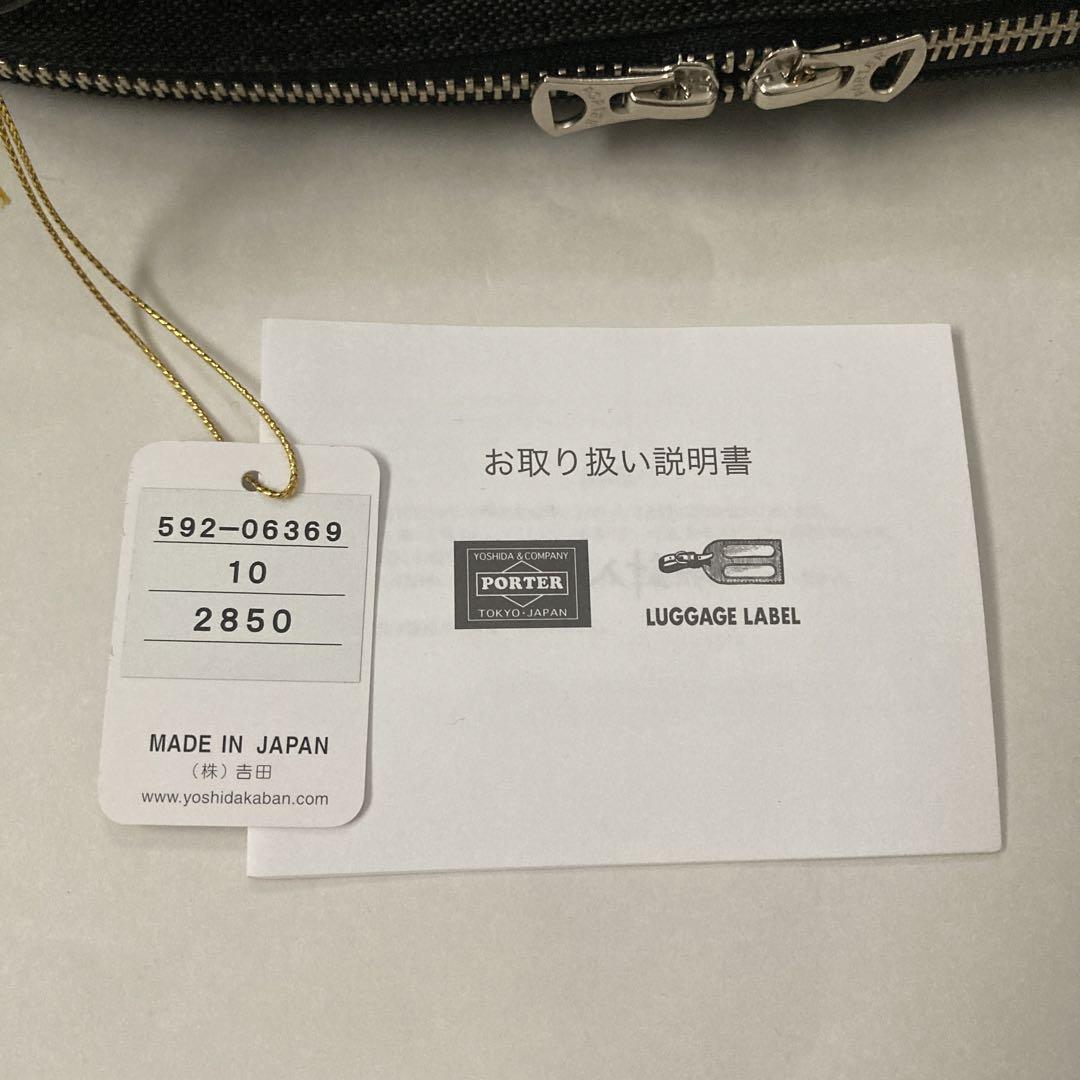 592-06369
10
2850
MADE IN JAPAN
(株)吉田
www.yoshidakaban.com
お取り扱い説明書
YOSHIDA & COMPANY
PORTER
TOKYO・JAPAN
LUGGAGE LABEL